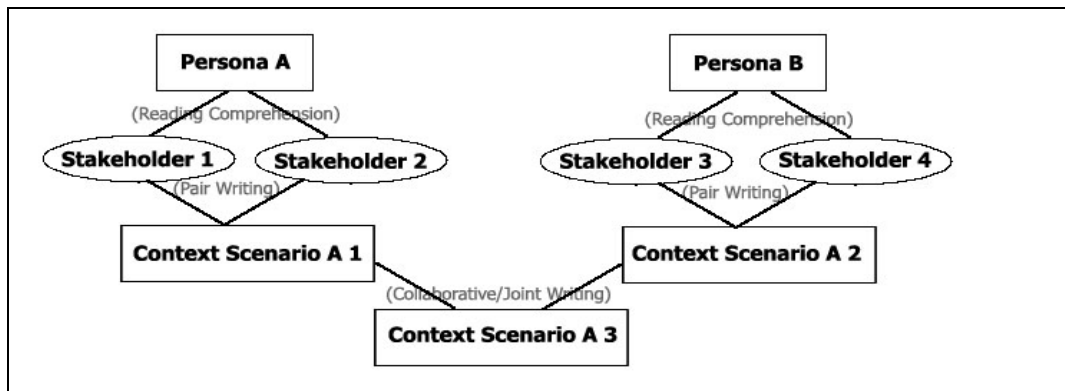 Persona A
Persona B
(Reading Comprehension)
(Reading Comprehension)
Stakeholder 1
Stakeholder 2
Stakeholder 3
Stakeholder 4
(Pair Writing)
(Pair Writing)
Context Scenario A 1
Context Scenario A 2
(Collaborative/Joint Writing)
Context Scenario A 3